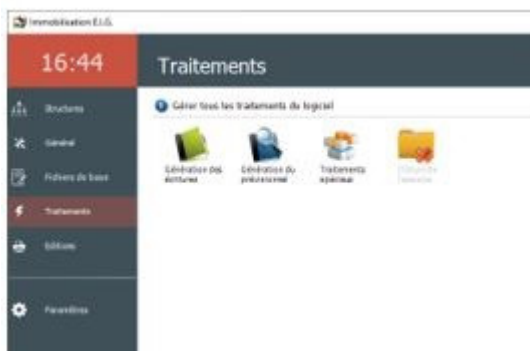 Immobilisation E.I.G.
16:44
Traitements
Structures
Général
Fichiers de base
Traitements
Editions
Paramètres
Gérer tous les traitements du logiciel
Génération des
écritures
Génération du
prévisionnel
Traitements
spéciaux